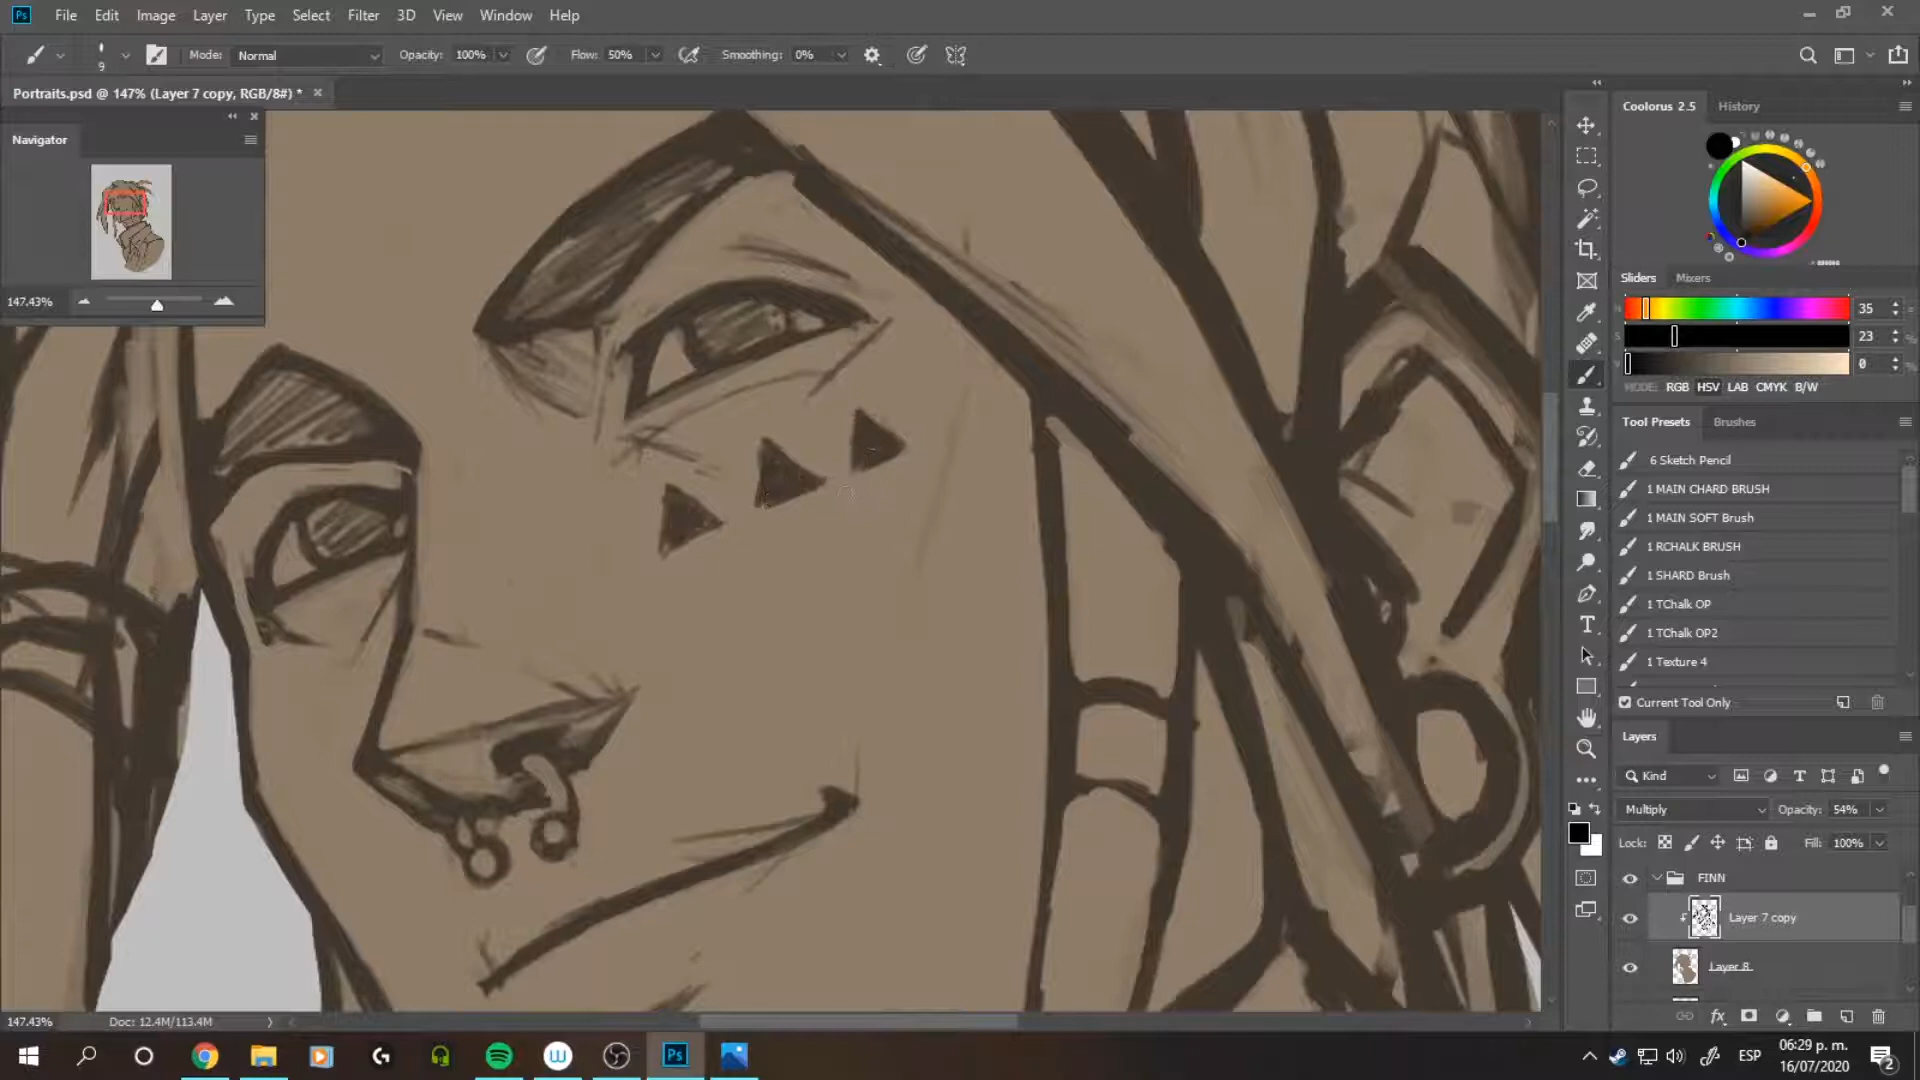 Ps File Edit Image Layer Type Select Filter 3D View Window Help
9 Mode: Normal Opacity: 100% Flow: 50% Smoothing: 0%
Portraits.psd @ 147% (Layer 7 copy, RGB/8#) *
Navigator
147.43%
Coolorus 2.5 History
Sliders Mixers
35
S 23 %
0 %
MODE: RGB HSV LAB CMYK B/W
Tool Presets Brushes
6 Sketch Pencil
1 MAIN CHARD BRUSH
1 MAIN SOFT Brush
1 RCHALK BRUSH
1 SHARD Brush
1 TChalk OP
1 TChalk OP2
1 Texture 4
Current Tool Only
Layers
Kind
Multiply Opacity: 54%
Lock: Fill: 100%
FINN
Layer 7 copy
Layer 8
fx
147.43% Doc: 12.4M/113.4M
Ps ESP 06:29 p. m.
16/07/2020
2